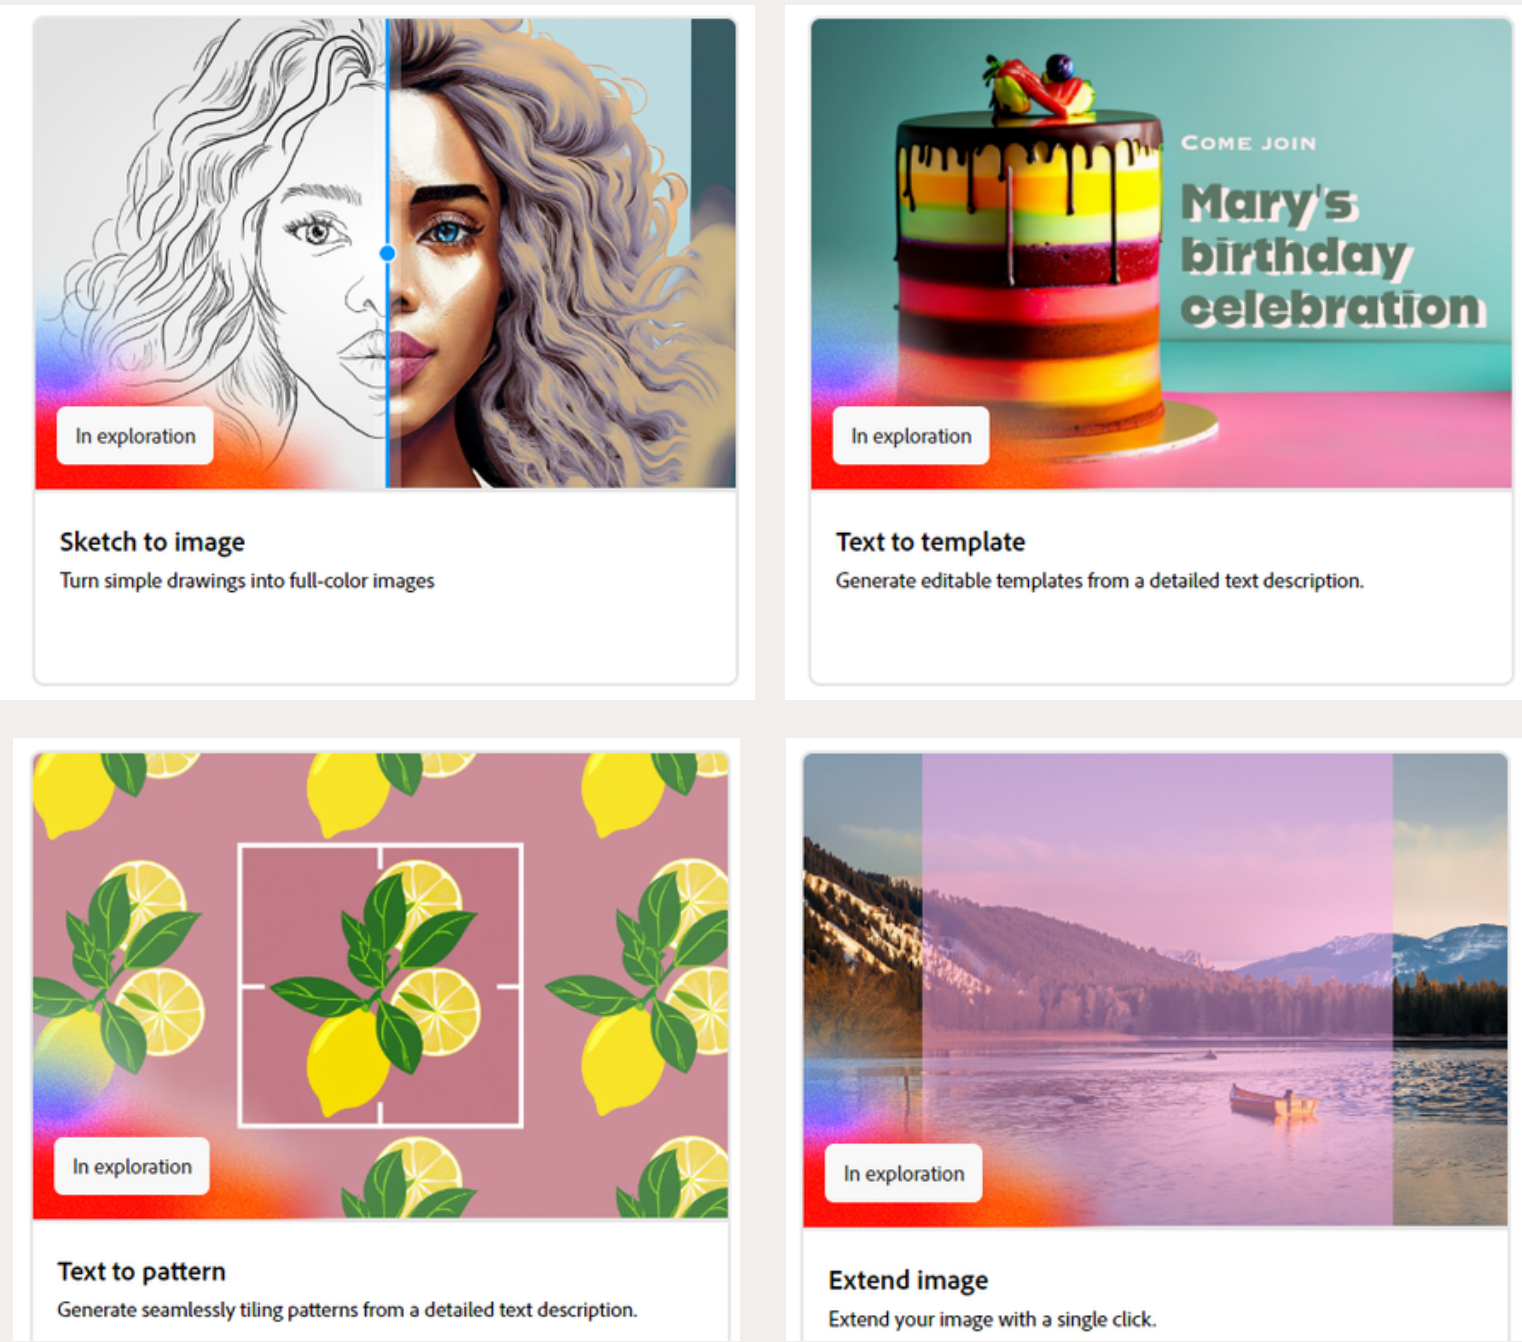 In exploration
Sketch to image
Turn simple drawings into full-color images
COME JOIN
Mary's
birthday
celebration
In exploration
Text to template
Generate editable templates from a detailed text description.
In exploration
Text to pattern
Generate seamlessly tiling patterns from a detailed text description.
In exploration
Extend image
Extend your image with a single click.